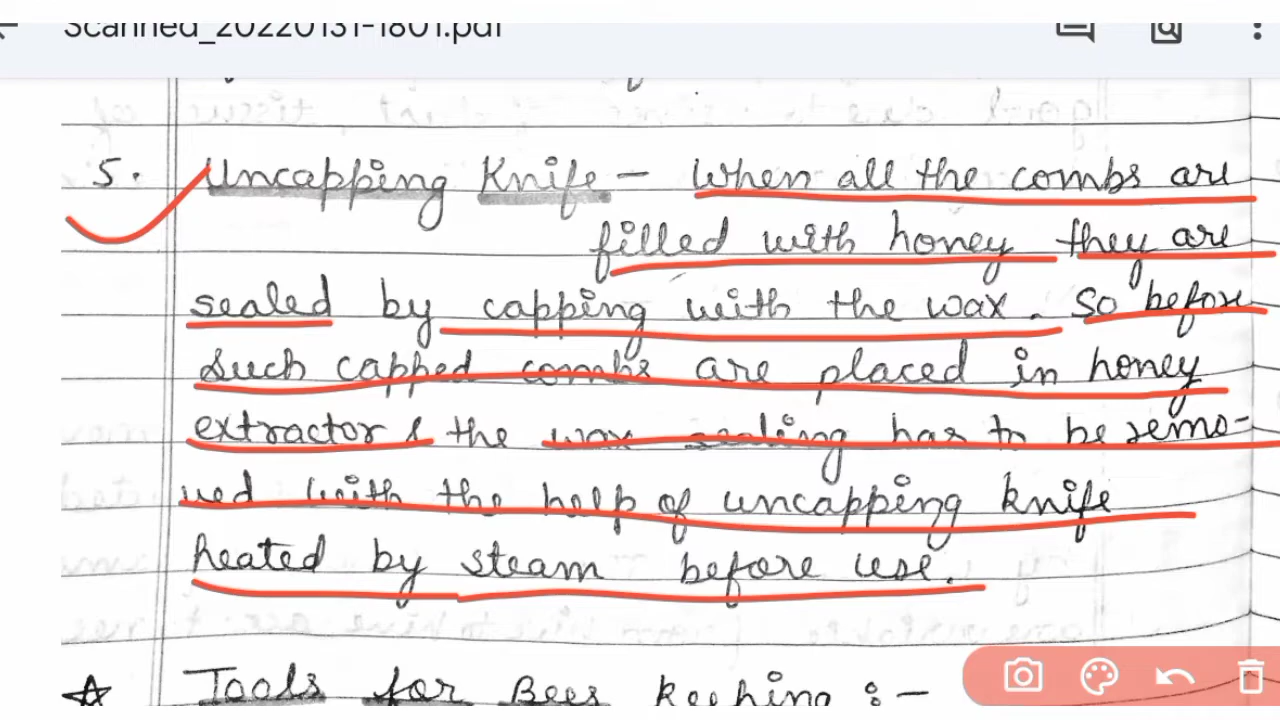 Scanned_20220131-1801.pdf
5. Uncapping Knife - When all the combs are
filled with honey they are
sealed by capping with the wax. So before
such capped combs are placed in honey
extractor & the wax sealing has to be remo-
ved with the help of uncapping knife
heated by steam before use.
☆ Tools for Bees keeping :-